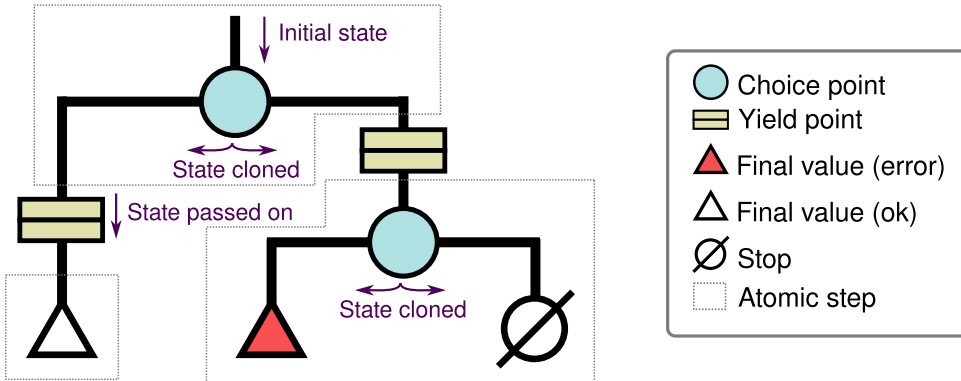 Initial state
State cloned
State passed on
State cloned
Choice point
Yield point
Final value (error)
Final value (ok)
Stop
Atomic step